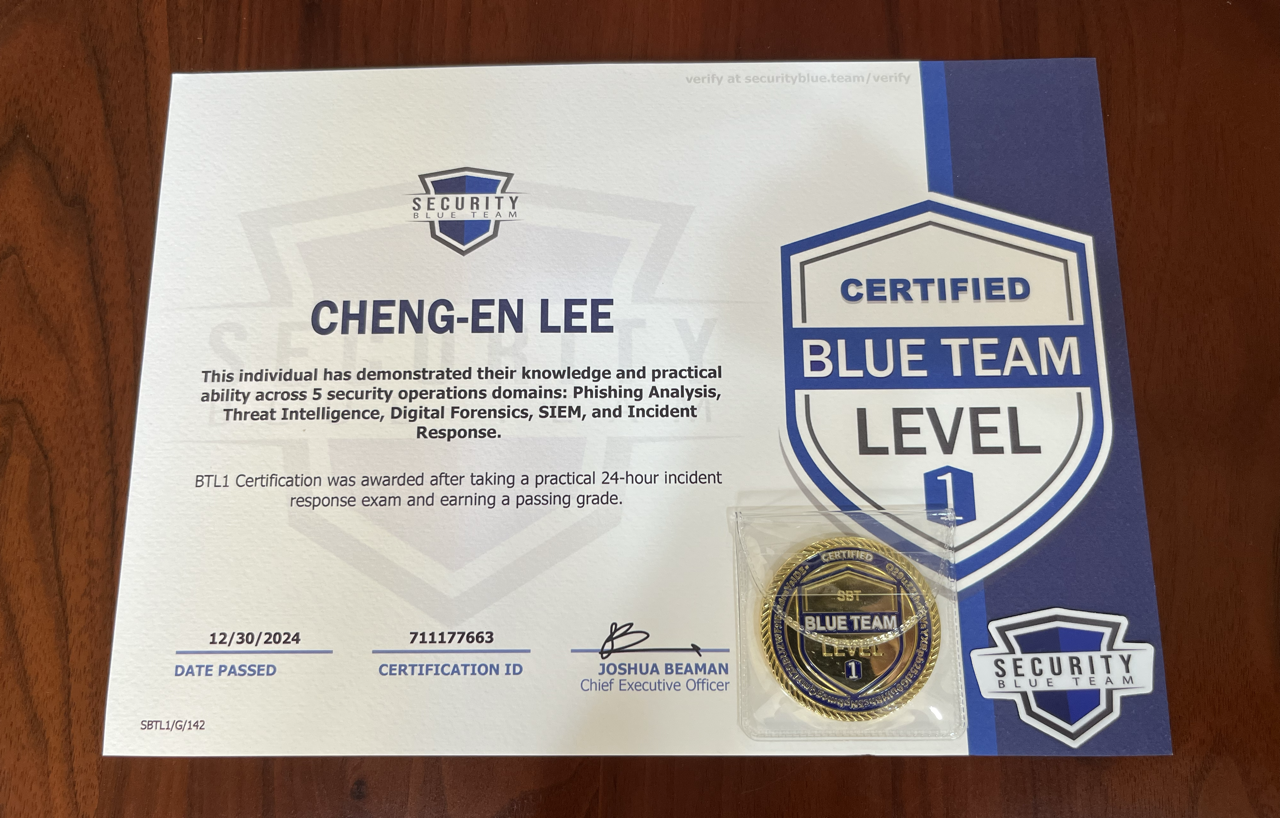 verify at securityblue.team/verify
SECURITY
BLUE TEAM
CHENG-EN LEE
This individual has demonstrated their knowledge and practical
ability across 5 security operations domains: Phishing Analysis,
Threat Intelligence, Digital Forensics, SIEM, and Incident
Response.
BTL1 Certification was awarded after taking a practical 24-hour incident
response exam and earning a passing grade.
12/30/2024
DATE PASSED
711177663
CERTIFICATION ID
JOSHUA BEAMAN
Chief Executive Officer
SBTL1/G/142
CERTIFIED
BLUE TEAM
LEVEL
1
CERTIFIED
SBT
BLUE TEAM
LEVEL
1
SECURITY
BLUE TEAM